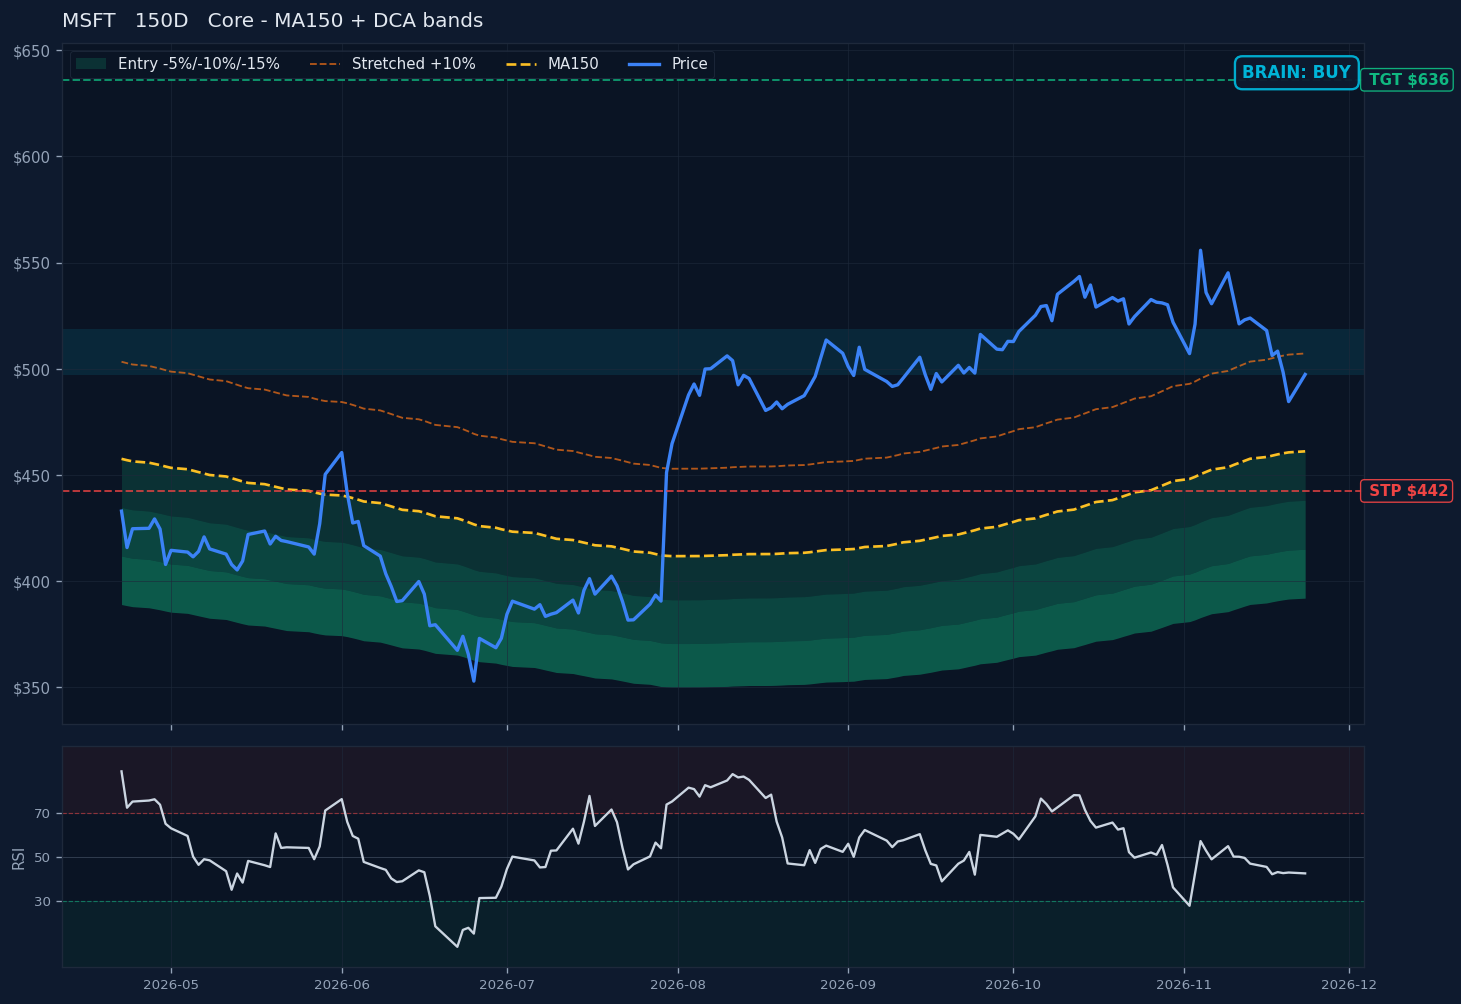 MSFT 150D Core - MA150 + DCA bands
$650
Entry -5%/-10%/-15% Stretched +10% MA150 Price
BRAIN: BUY
TGT $636
$600
$550
$500
$450
STP $442
$400
$350
70
50
30
RSI
2026-05 2026-06 2026-07 2026-08 2026-09 2026-10 2026-11 2026-12